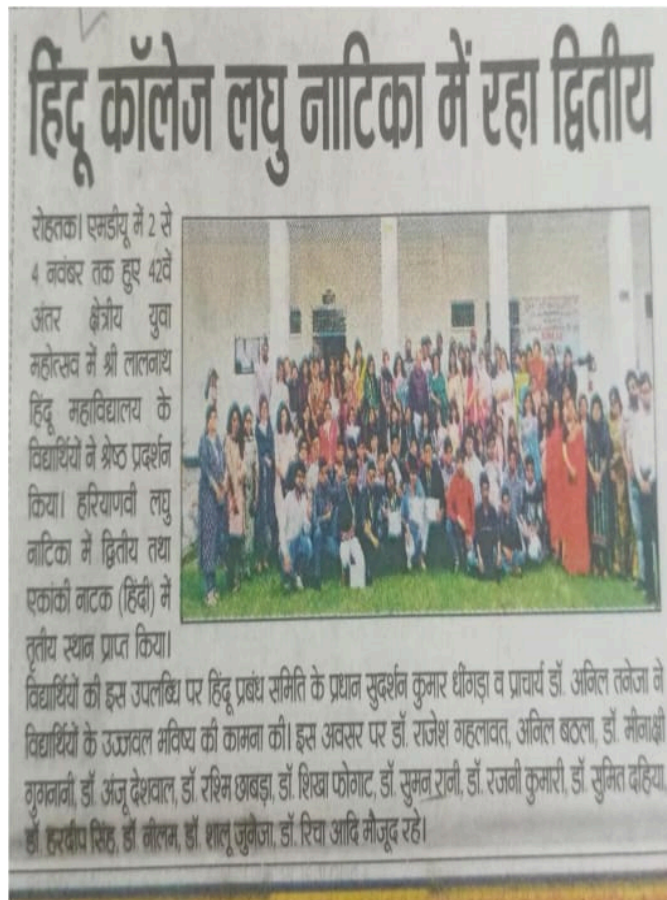 हिंदू कॉलेज लघु नाटिका में रहा द्वितीय
रोहतक। एमडीयू में 2 से
4 नवंबर तक हुए 42वें
अंतर क्षेत्रीय युवा
महोत्सव में श्री लालनाथ
हिंदू महाविद्यालय के
विद्यार्थियों ने श्रेष्ठ प्रदर्शन
किया। हरियाणवी लघु
नाटिका में द्वितीय तथा
एकांकी नाटक (हिंदी) में
तृतीय स्थान प्राप्त किया।
विद्यार्थियों की इस उपलब्धि पर हिंदू प्रबंध समिति के प्रधान सुदर्शन कुमार धींगड़ा व प्राचार्य डॉ. अनिल तनेजा ने
विद्यार्थियों के उज्जवल भविष्य की कामना की। इस अवसर पर डॉ. राजेश गहलावत, अनिल बठला, डॉ. मीनाक्षी
गुगनानी, डॉ. अंजू देशवाल, डॉ. रश्मि छाबड़ा, डॉ. शिखा फोगाट, डॉ. सुमन रानी, डॉ. रजनी कुमारी, डॉ. सुमित दहिया,
डॉ. हरदीप सिंह, डॉ. नीलम, डॉ. शालू जुनेजा, डॉ. रिचा आदि मौजूद रहे।